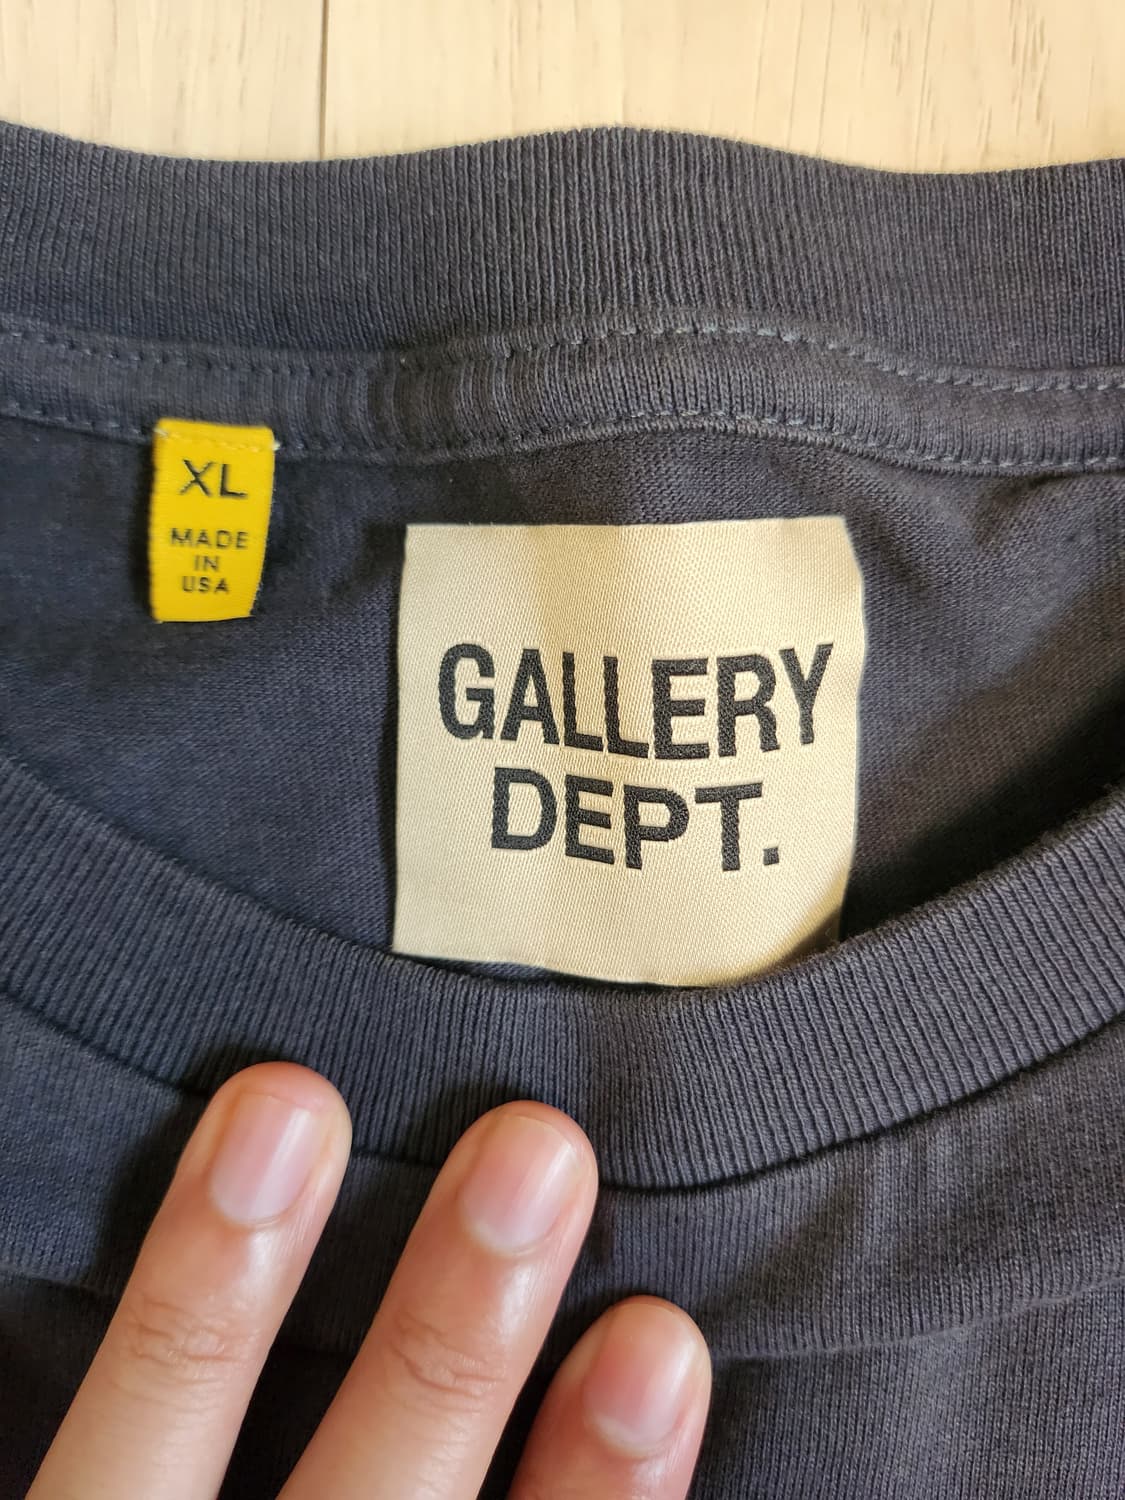 XL
MADE
IN
USA
GALLERY
DEPT.